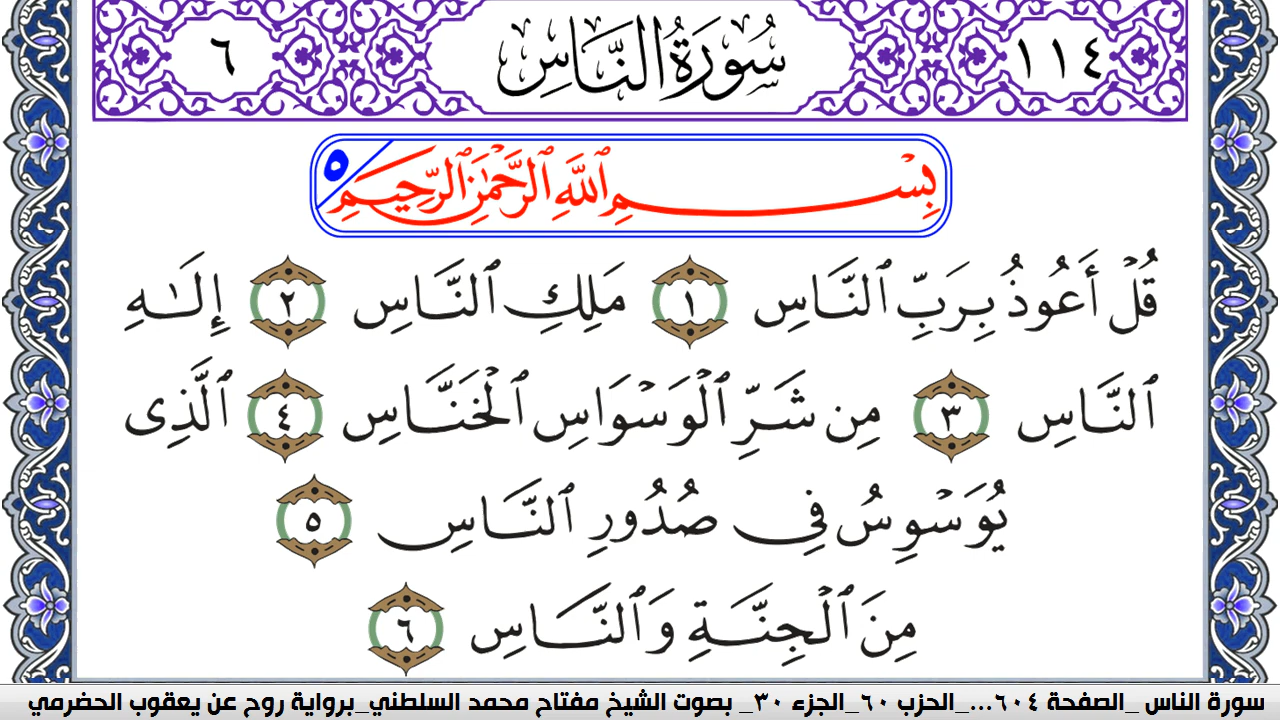 ١١٤ سُورَةُ النَّاسِ ٦
بِسْمِ ٱللَّهِ ٱلرَّحْمَٰنِ ٱلرَّحِيمِ ٥
قُلْ أَعُوذُ بِرَبِّ ٱلنَّاسِ ١ مَلِكِ ٱلنَّاسِ ٢ إِلَٰهِ
ٱلنَّاسِ ٣ مِن شَرِّ ٱلْوَسْوَاسِ ٱلْخَنَّاسِ ٤ ٱلَّذِى
يُوَسْوِسُ فِى صُدُورِ ٱلنَّاسِ ٥
مِنَ ٱلْجِنَّةِ وَٱلنَّاسِ ٦
سورة الناس _الصفحة ٦٠٤..._الحزب ٦٠_الجزء ٣٠_ بصوت الشيخ مفتاح محمد السلطني_برواية روح عن يعقوب الحضرمي